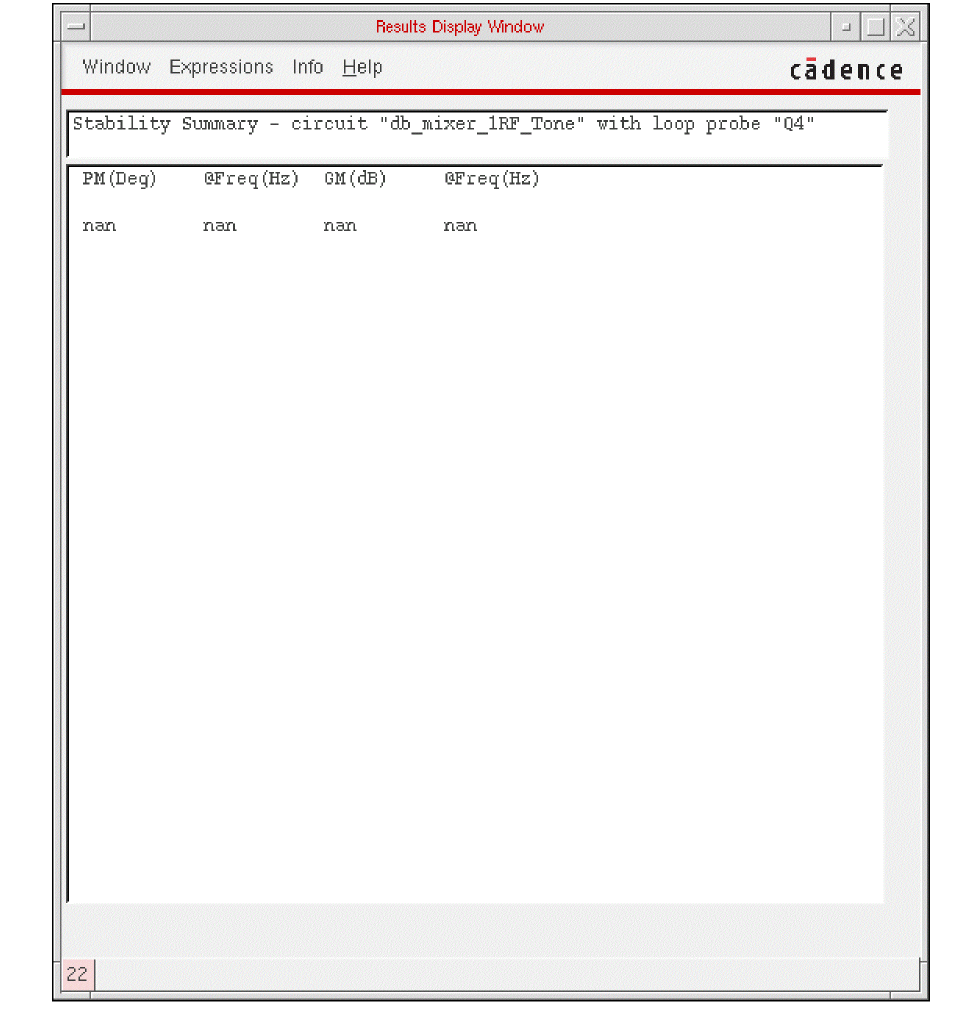 Results Display Window
Window Expressions Info Help
cādence
Stability Summary - circuit "db_mixer_1RF_Tone" with loop probe "Q4"
PM(Deg) @Freq(Hz) GM(dB) @Freq(Hz)
nan nan nan nan
22